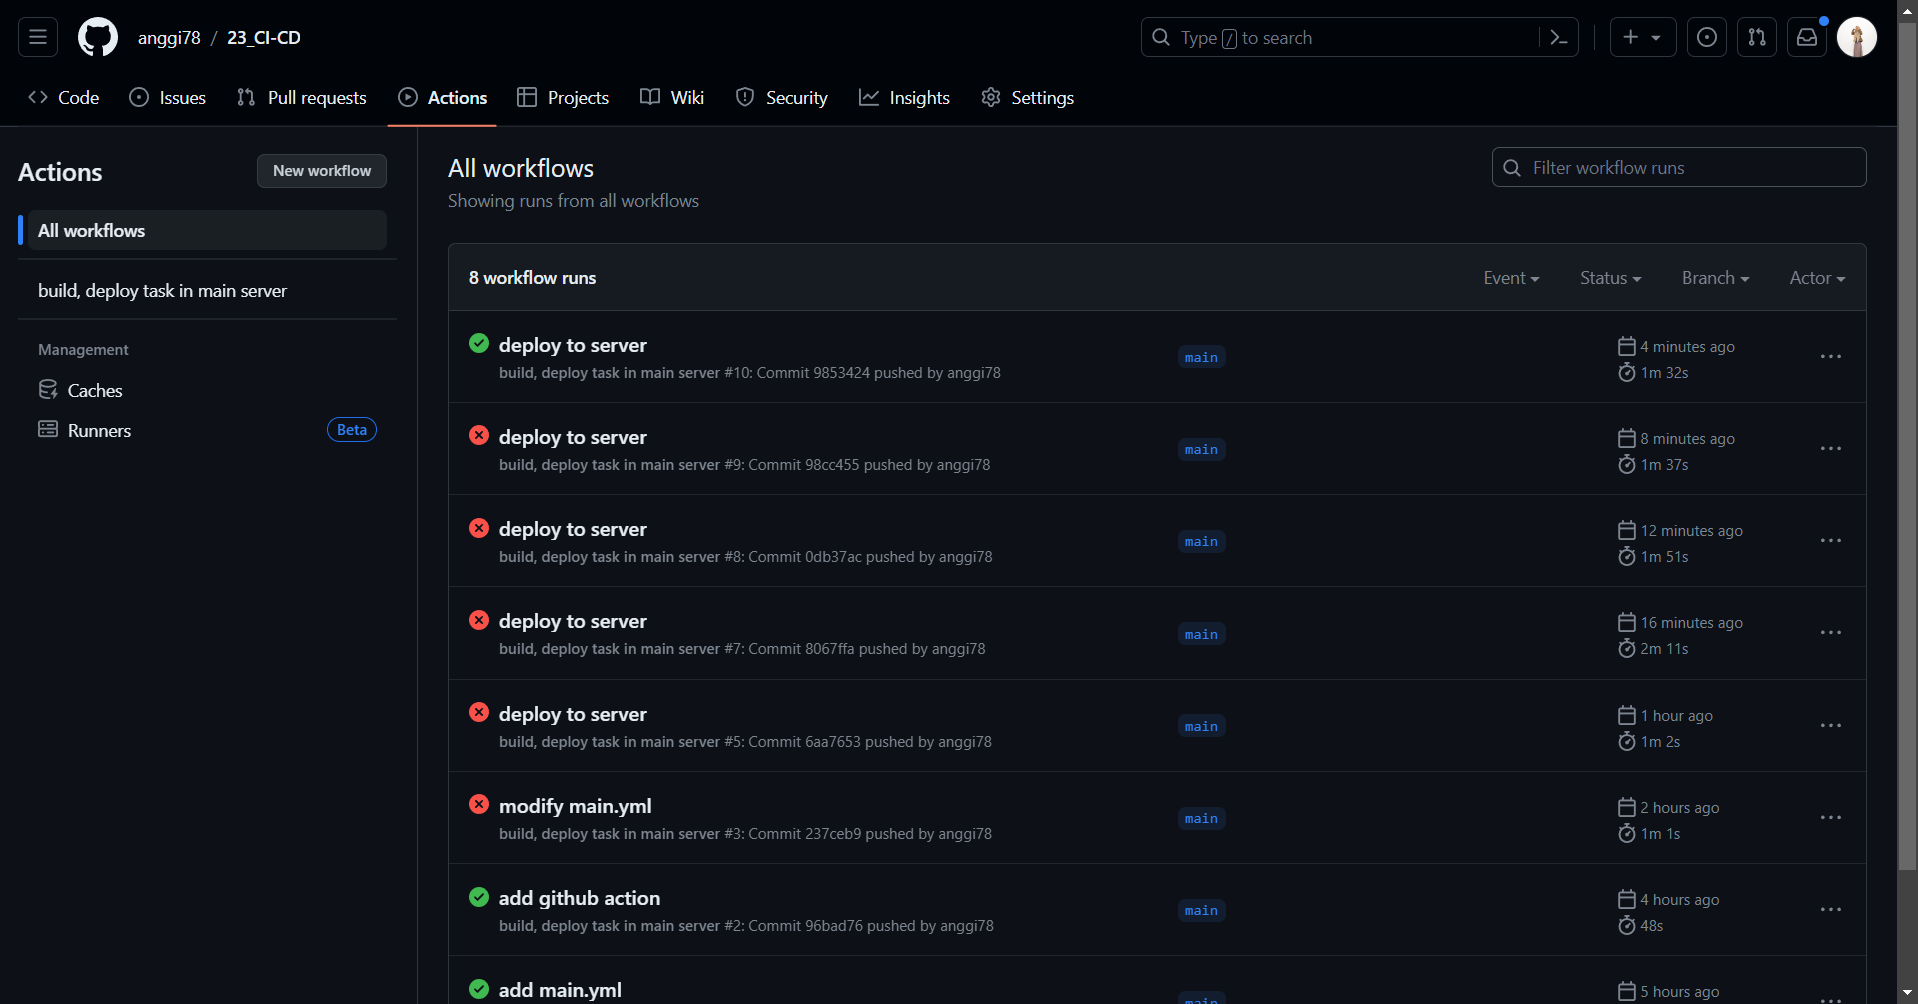 anggi78 / 23_CI-CD
Type / to search
Code
Issues
Pull requests
Actions
Projects
Wiki
Security
Insights
Settings
Actions
New workflow
All workflows
build, deploy task in main server
Management
Caches
Runners
Beta
All workflows
Showing runs from all workflows
Filter workflow runs
8 workflow runs
Event
Status
Branch
Actor
deploy to server
build, deploy task in main server #10: Commit 9853424 pushed by anggi78
main
4 minutes ago
1m 32s
deploy to server
build, deploy task in main server #9: Commit 98cc455 pushed by anggi78
main
8 minutes ago
1m 37s
deploy to server
build, deploy task in main server #8: Commit 0db37ac pushed by anggi78
main
12 minutes ago
1m 51s
deploy to server
build, deploy task in main server #7: Commit 8067ffa pushed by anggi78
main
16 minutes ago
2m 11s
deploy to server
build, deploy task in main server #5: Commit 6aa7653 pushed by anggi78
main
1 hour ago
1m 2s
modify main.yml
build, deploy task in main server #3: Commit 237ceb9 pushed by anggi78
main
2 hours ago
1m 1s
add github action
build, deploy task in main server #2: Commit 96bad76 pushed by anggi78
main
4 hours ago
48s
add main.yml
main
5 hours ago